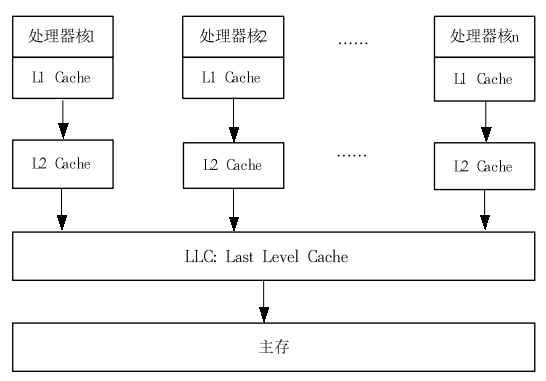 处理器核1 处理器核2 …… 处理器核n
L1 Cache L1 Cache L1 Cache
L2 Cache L2 Cache …… L2 Cache
LLC: Last Level Cache
主存